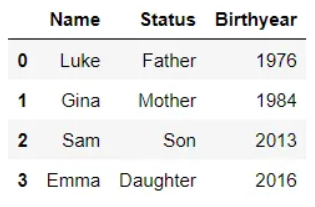 Name Status Birthyear
0 Luke Father 1976
1 Gina Mother 1984
2 Sam Son 2013
3 Emma Daughter 2016